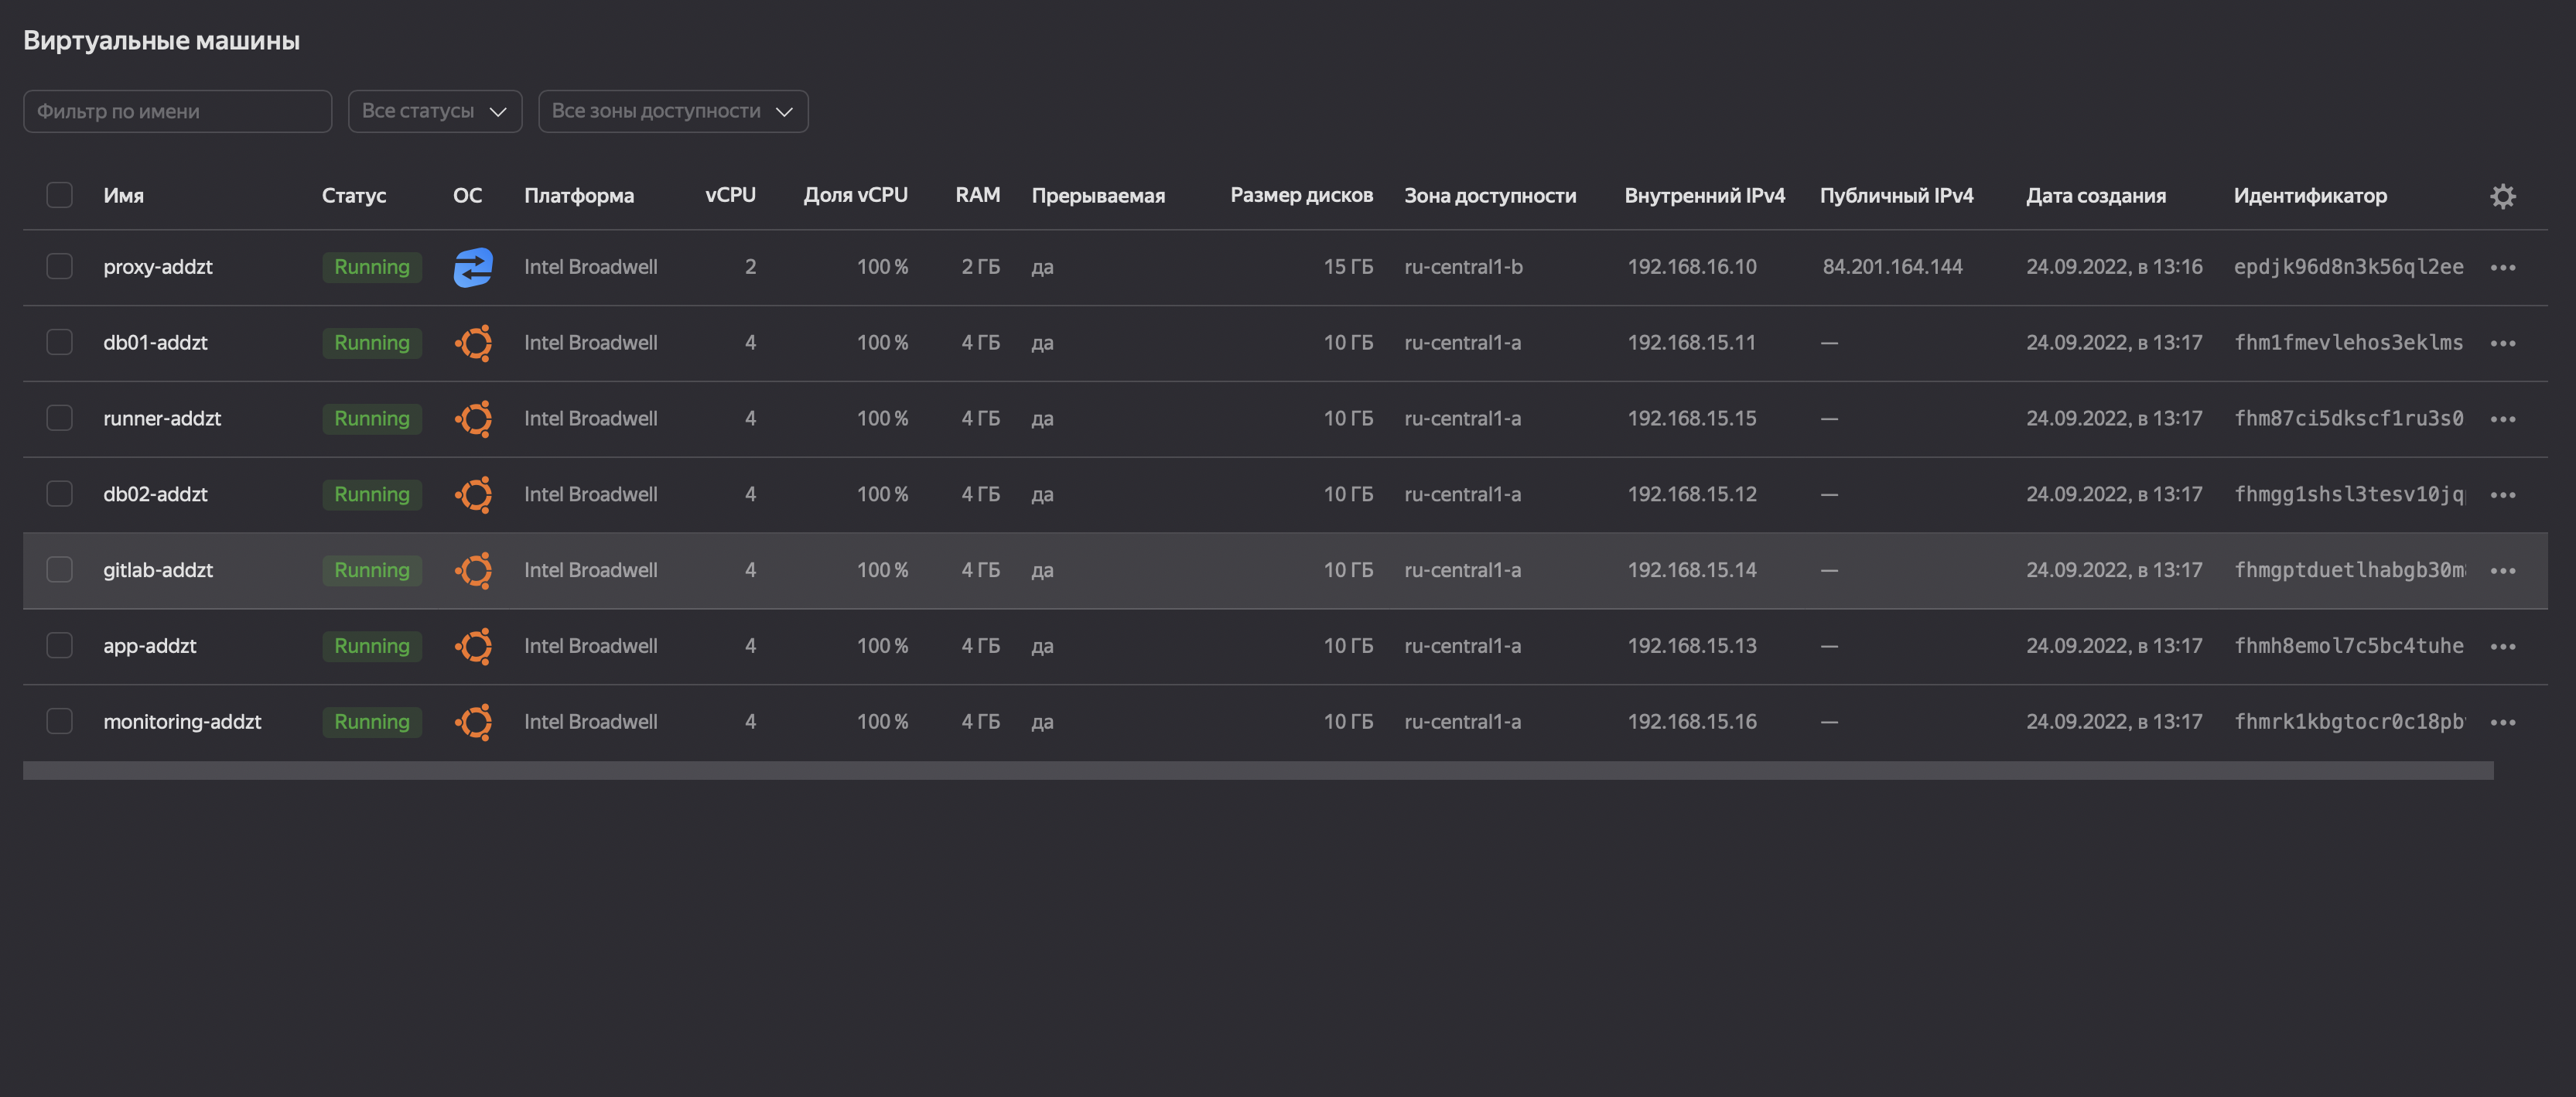 Виртуальные машины
Фильтр по имени Все статусы Все зоны доступности
Имя Статус ОС Платформа vCPU Доля vCPU RAM Прерываемая Размер дисков Зона доступности Внутренний IPv4 Публичный IPv4 Дата создания Идентификатор
proxy-addzt Running Intel Broadwell 2 100 % 2 ГБ да 15 ГБ ru-central1-b 192.168.16.10 84.201.164.144 24.09.2022, в 13:16 epdjk96d8n3k56ql2ee
db01-addzt Running Intel Broadwell 4 100 % 4 ГБ да 10 ГБ ru-central1-a 192.168.15.11 — 24.09.2022, в 13:17 fhm1fmevlehos3eklms
runner-addzt Running Intel Broadwell 4 100 % 4 ГБ да 10 ГБ ru-central1-a 192.168.15.15 — 24.09.2022, в 13:17 fhm87ci5dkscf1ru3s0
db02-addzt Running Intel Broadwell 4 100 % 4 ГБ да 10 ГБ ru-central1-a 192.168.15.12 — 24.09.2022, в 13:17 fhmgg1shsl3tesv10jq
gitlab-addzt Running Intel Broadwell 4 100 % 4 ГБ да 10 ГБ ru-central1-a 192.168.15.14 — 24.09.2022, в 13:17 fhmgptduetlhabgb30m
app-addzt Running Intel Broadwell 4 100 % 4 ГБ да 10 ГБ ru-central1-a 192.168.15.13 — 24.09.2022, в 13:17 fhmh8emol7c5bc4tuhe
monitoring-addzt Running Intel Broadwell 4 100 % 4 ГБ да 10 ГБ ru-central1-a 192.168.15.16 — 24.09.2022, в 13:17 fhmrk1kbgtocr0c18pb